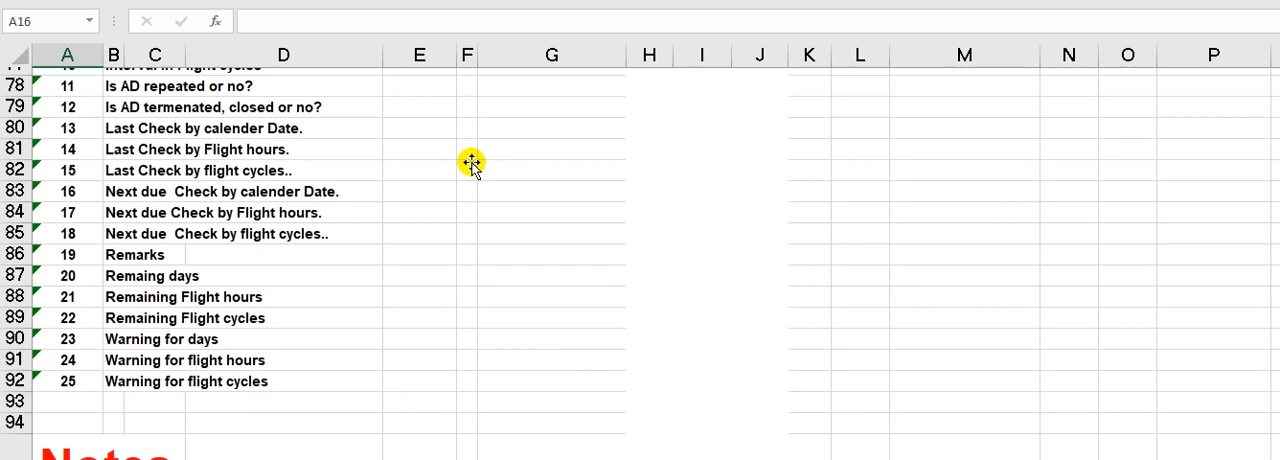 A16
fx
A B C D E F G H I J K L M N O P
77 10 Interval in Flight cycles
78 11 Is AD repeated or no?
79 12 Is AD termenated, closed or no?
80 13 Last Check by calender Date.
81 14 Last Check by Flight hours.
82 15 Last Check by flight cycles..
83 16 Next due  Check by calender Date.
84 17 Next due Check by Flight hours.
85 18 Next due  Check by flight cycles..
86 19 Remarks
87 20 Remaing days
88 21 Remaining Flight hours
89 22 Remaining Flight cycles
90 23 Warning for days
91 24 Warning for flight hours
92 25 Warning for flight cycles
93
94
Notes